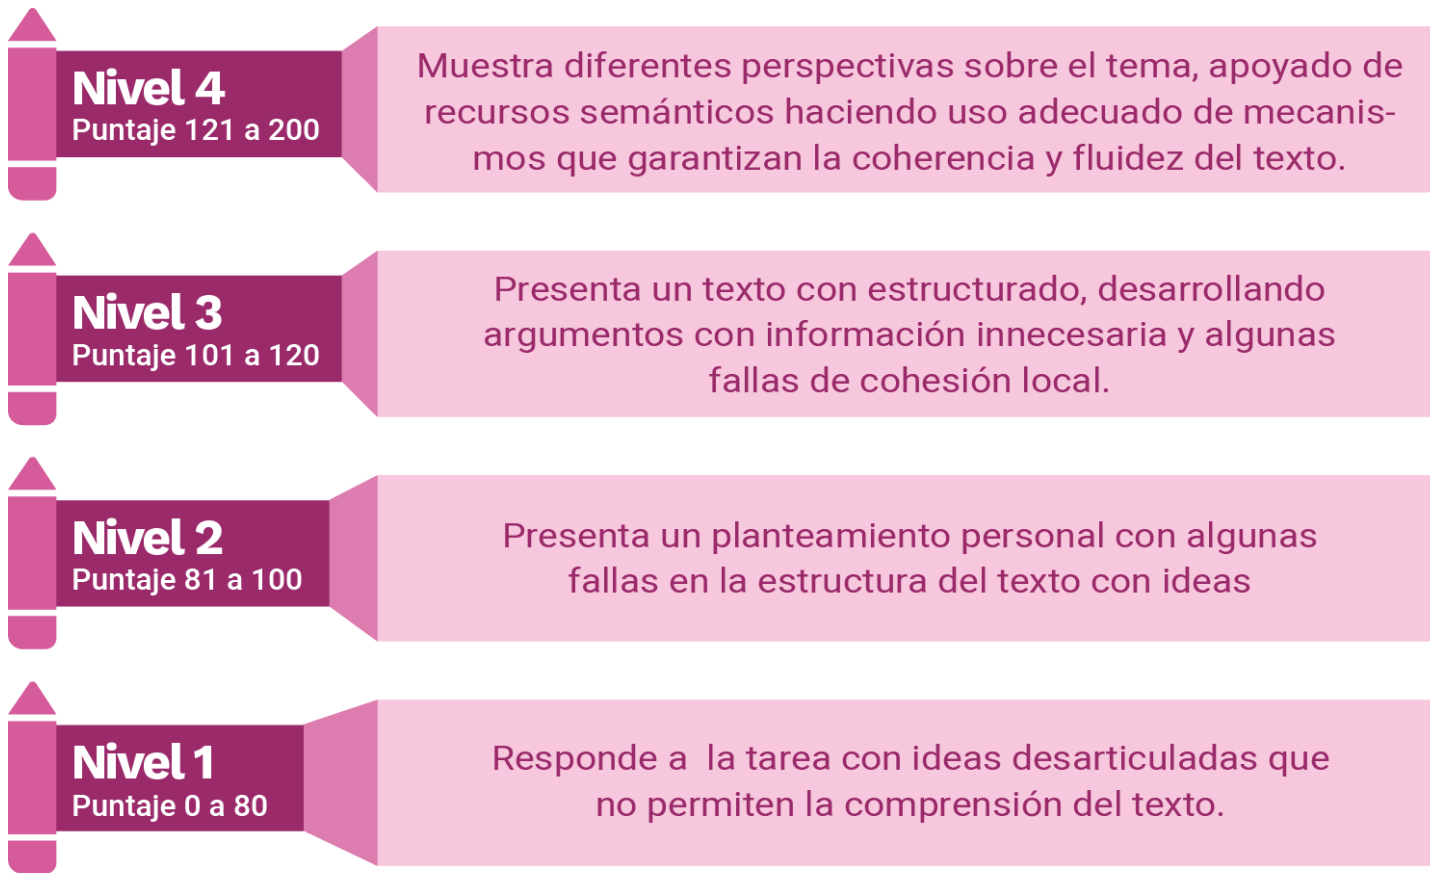 Nivel 4
Puntaje 121 a 200
Muestra diferentes perspectivas sobre el tema, apoyado de
recursos semánticos haciendo uso adecuado de mecanis-
mos que garantizan la coherencia y fluidez del texto.
Nivel 3
Puntaje 101 a 120
Presenta un texto con estructurado, desarrollando
argumentos con información innecesaria y algunas
fallas de cohesión local.
Nivel 2
Puntaje 81 a 100
Presenta un planteamiento personal con algunas
fallas en la estructura del texto con ideas
Nivel 1
Puntaje 0 a 80
Responde a  la tarea con ideas desarticuladas que
no permiten la comprensión del texto.